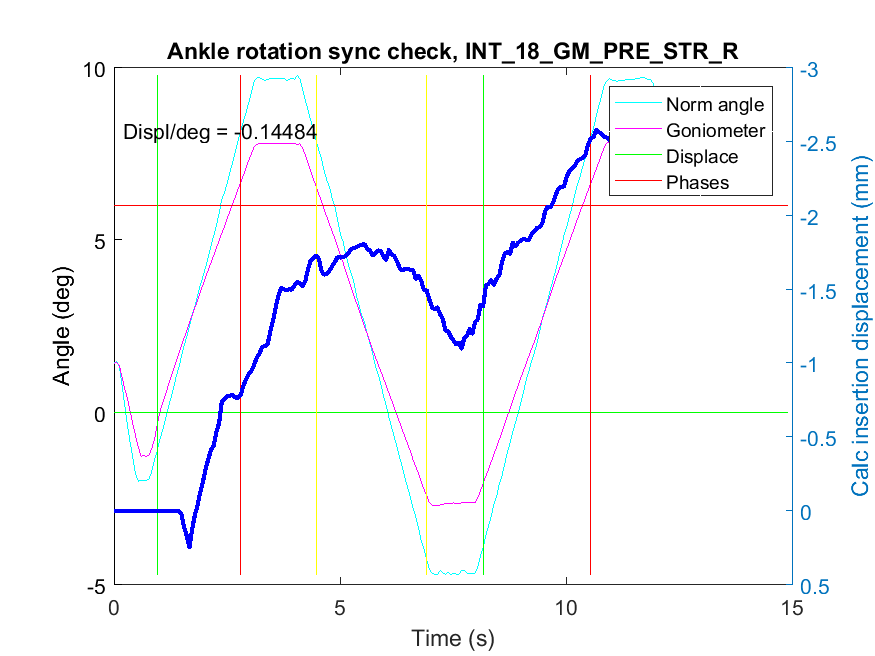 Ankle rotation sync check, INT_18_GM_PRE_STR_R
10
5
0
-5
Angle (deg)
Displ/deg = -0.14484
Norm angle
Goniometer
Displace
Phases
-3
-2.5
-2
-1.5
-1
-0.5
0
0.5
Calc insertion displacement (mm)
0
5
10
15
Time (s)